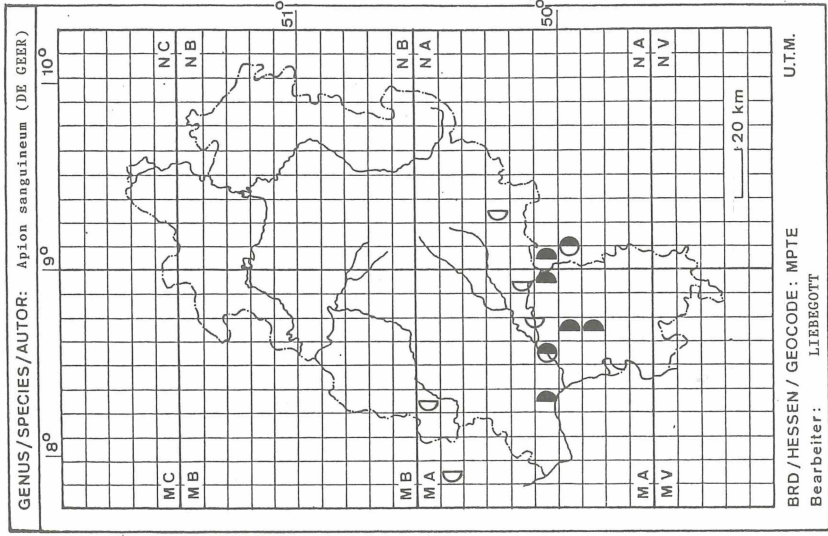 GENUS/SPECIES/AUTOR: Apion sanguineum (DE GEER)
8° 9° 10°
51°
50°
MC NC
MB NB
MB NB
MA NA
MA NA
MV NV
20 km
BRD/HESSEN/GEOCODE: MPTE U.T.M.
Bearbeiter: LIEBEGOTT